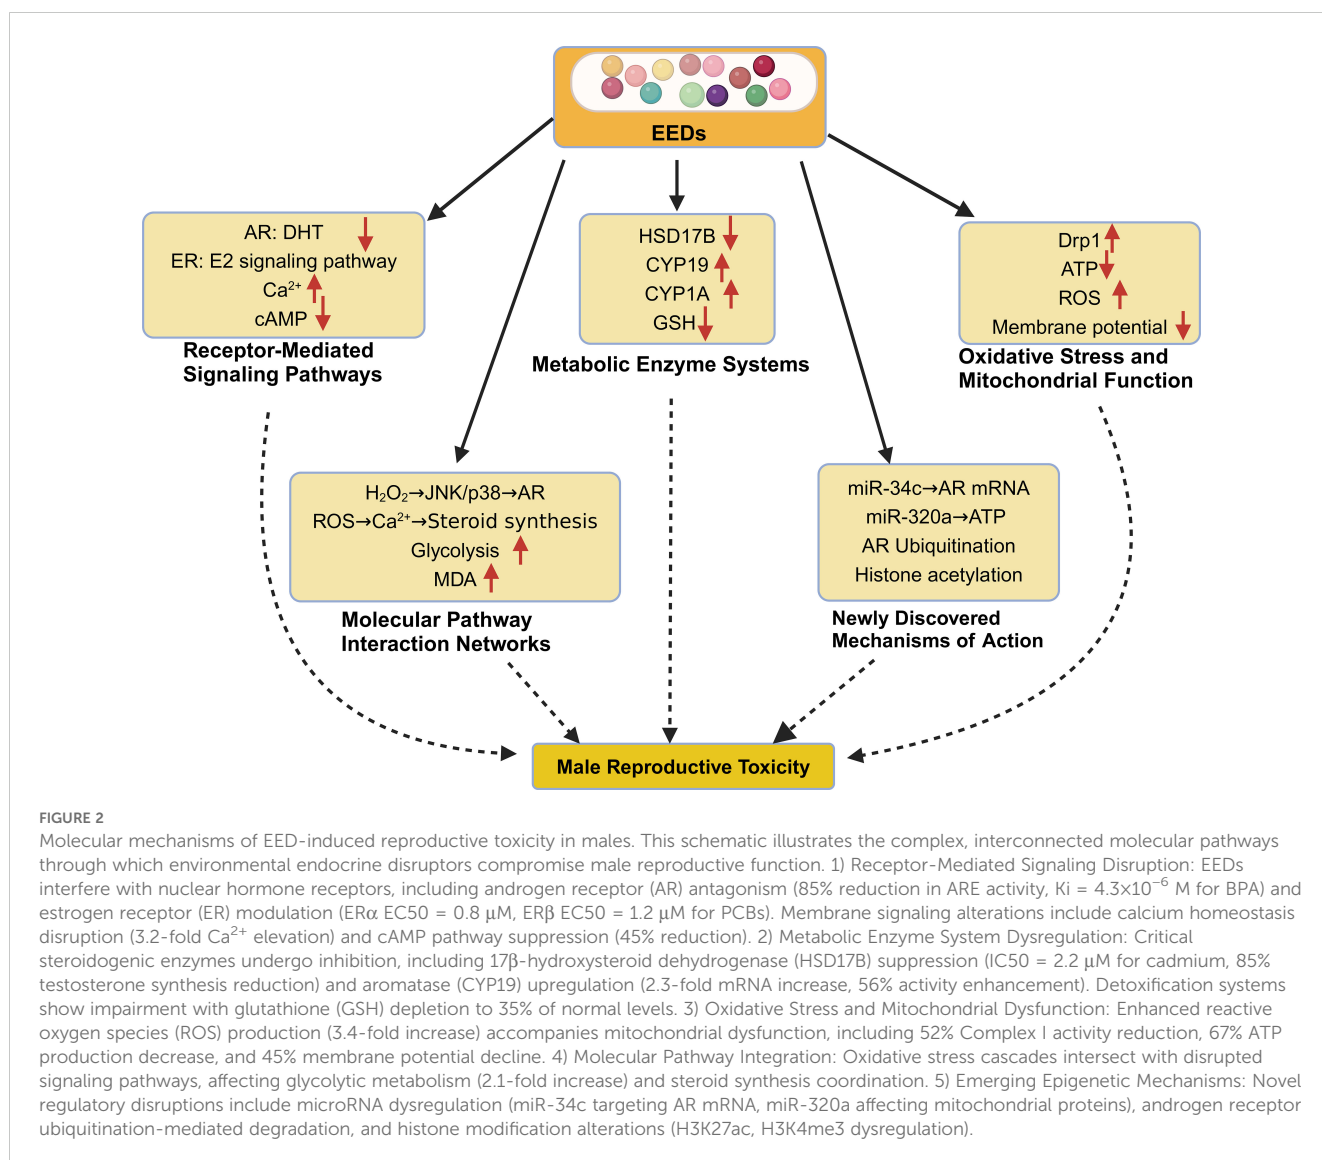 EEDs
AR: DHT
ER: E2 signaling pathway
Ca²⁺
cAMP
Receptor-Mediated
Signaling Pathways
HSD17B
CYP19
CYP1A
GSH
Metabolic Enzyme Systems
Drp1
ATP
ROS
Membrane potential
Oxidative Stress and
Mitochondrial Function
H₂O₂→JNK/p38→AR
ROS→Ca²⁺→Steroid synthesis
Glycolysis
MDA
Molecular Pathway
Interaction Networks
miR-34c→AR mRNA
miR-320a→ATP
AR Ubiquitination
Histone acetylation
Newly Discovered
Mechanisms of Action
Male Reproductive Toxicity
FIGURE 2
Molecular mechanisms of EED-induced reproductive toxicity in males. This schematic illustrates the complex, interconnected molecular pathways
through which environmental endocrine disruptors compromise male reproductive function. 1) Receptor-Mediated Signaling Disruption: EEDs
interfere with nuclear hormone receptors, including androgen receptor (AR) antagonism (85% reduction in ARE activity, Ki = 4.3×10⁻⁶ M for BPA) and
estrogen receptor (ER) modulation (ERα EC50 = 0.8 μM, ERβ EC50 = 1.2 μM for PCBs). Membrane signaling alterations include calcium homeostasis
disruption (3.2-fold Ca²⁺ elevation) and cAMP pathway suppression (45% reduction). 2) Metabolic Enzyme System Dysregulation: Critical
steroidogenic enzymes undergo inhibition, including 17β-hydroxysteroid dehydrogenase (HSD17B) suppression (IC50 = 2.2 μM for cadmium, 85%
testosterone synthesis reduction) and aromatase (CYP19) upregulation (2.3-fold mRNA increase, 56% activity enhancement). Detoxification systems
show impairment with glutathione (GSH) depletion to 35% of normal levels. 3) Oxidative Stress and Mitochondrial Dysfunction: Enhanced reactive
oxygen species (ROS) production (3.4-fold increase) accompanies mitochondrial dysfunction, including 52% Complex I activity reduction, 67% ATP
production decrease, and 45% membrane potential decline. 4) Molecular Pathway Integration: Oxidative stress cascades intersect with disrupted
signaling pathways, affecting glycolytic metabolism (2.1-fold increase) and steroid synthesis coordination. 5) Emerging Epigenetic Mechanisms: Novel
regulatory disruptions include microRNA dysregulation (miR-34c targeting AR mRNA, miR-320a affecting mitochondrial proteins), androgen receptor
ubiquitination-mediated degradation, and histone modification alterations (H3K27ac, H3K4me3 dysregulation).